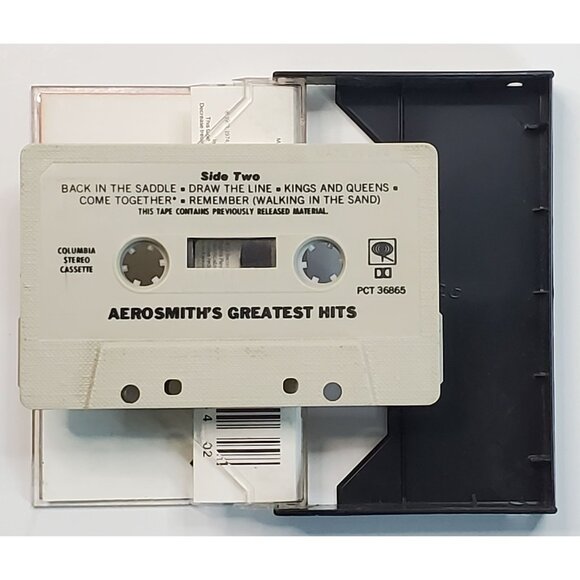 Side Two
BACK IN THE SADDLE ▪ DRAW THE LINE ▪ KINGS AND QUEENS ▪
COME TOGETHER* ▪ REMEMBER (WALKING IN THE SAND)
THIS TAPE CONTAINS PREVIOUSLY RELEASED MATERIAL.
COLUMBIA
STEREO
CASSETTE
PCT 36865
AEROSMITH'S GREATEST HITS